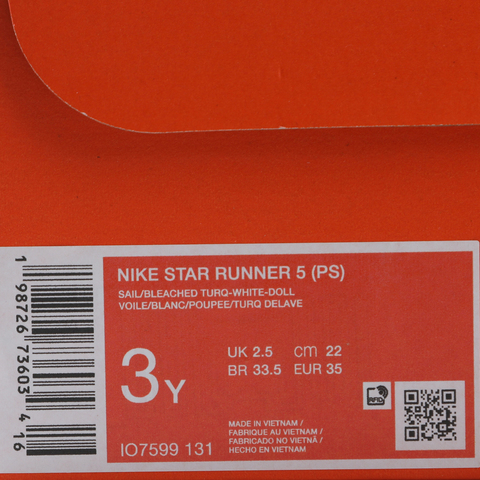 NIKE STAR RUNNER 5 (PS)
SAIL/BLEACHED TURQ-WHITE-DOLL
VOILE/BLANC/POUPEE/TURQ DELAVE
3Y
UK 2.5 cm 22
BR 33.5 EUR 35
IO7599 131
MADE IN VIETNAM /
FABRIQUE AU VIETNAM /
FABRICADO NO VIETNÃ /
HECHO EN VIETNAM
RFID
1 98726 73603 4 16